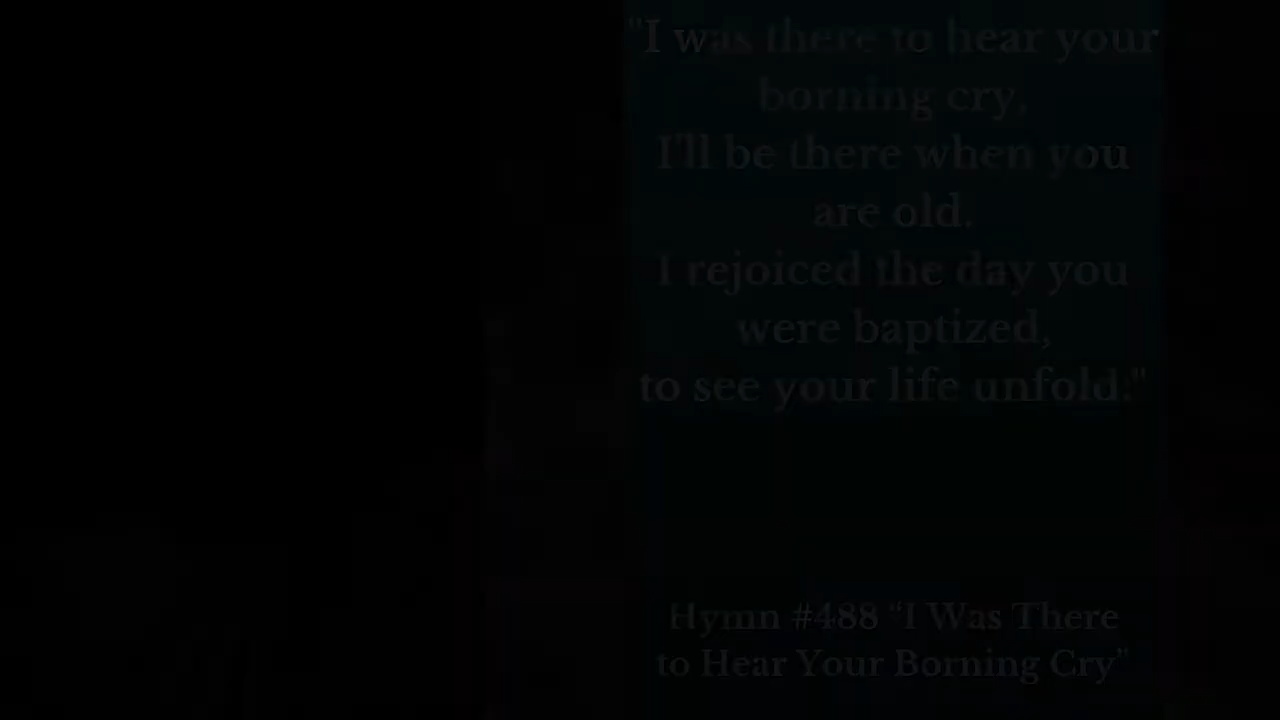 "I was there to hear your
borning cry,
I'll be there when you
are old.
I rejoiced the day you
were baptized,
to see your life unfold."
Hymn #488 “I Was There
to Hear Your Borning Cry”